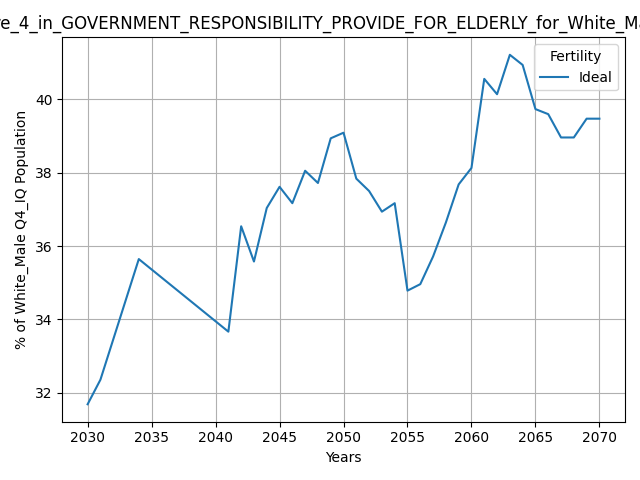 e_4_in_GOVERNMENT_RESPONSIBILITY_PROVIDE_FOR_ELDERLY_for_White_Ma
Fertility
Ideal
% of White_Male Q4_IQ Population
40
38
36
34
32
2030 2035 2040 2045 2050 2055 2060 2065 2070
Years